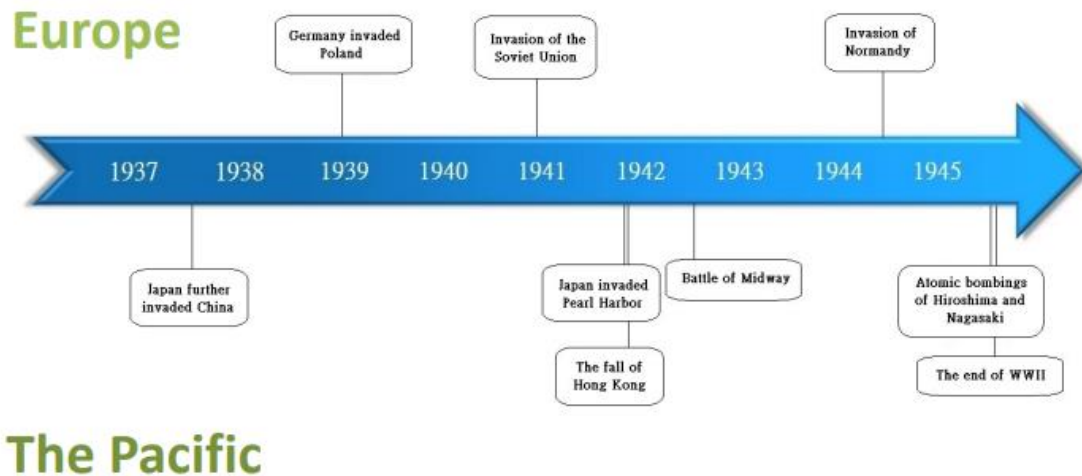 Europe
Germany invaded
Poland
Invasion of the
Soviet Union
Invasion of
Normandy
1937 1938 1939 1940 1941 1942 1943 1944 1945
Japan further
invaded China
Japan invaded
Pearl Harbor
Battle of Midway
Atomic bombings
of Hiroshima and
Nagasaki
The fall of
Hong Kong
The end of WWII
The Pacific